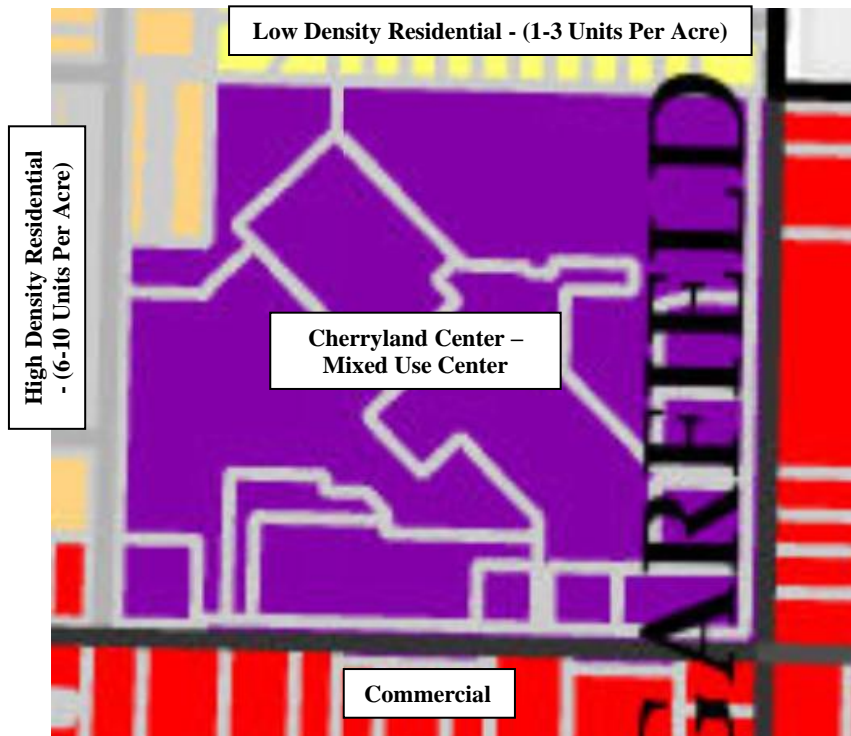 Low Density Residential - (1-3 Units Per Acre)
High Density Residential
- (6-10 Units Per Acre)
Cherryland Center –
Mixed Use Center
GARFIELD
Commercial